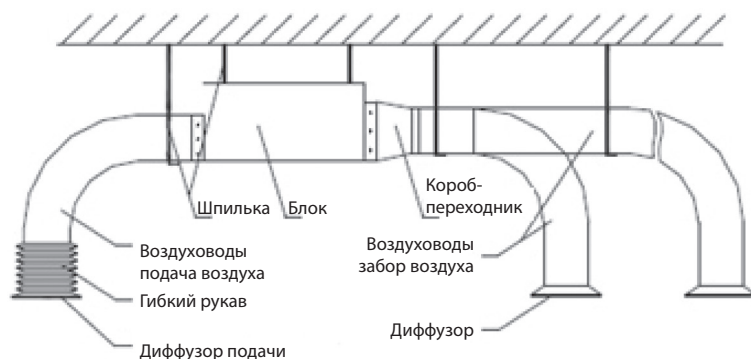 Шпилька
Блок
Короб-
переходник
Воздуховоды
подача воздуха
Воздуховоды
забор воздуха
Гибкий рукав
Диффузор
Диффузор подачи